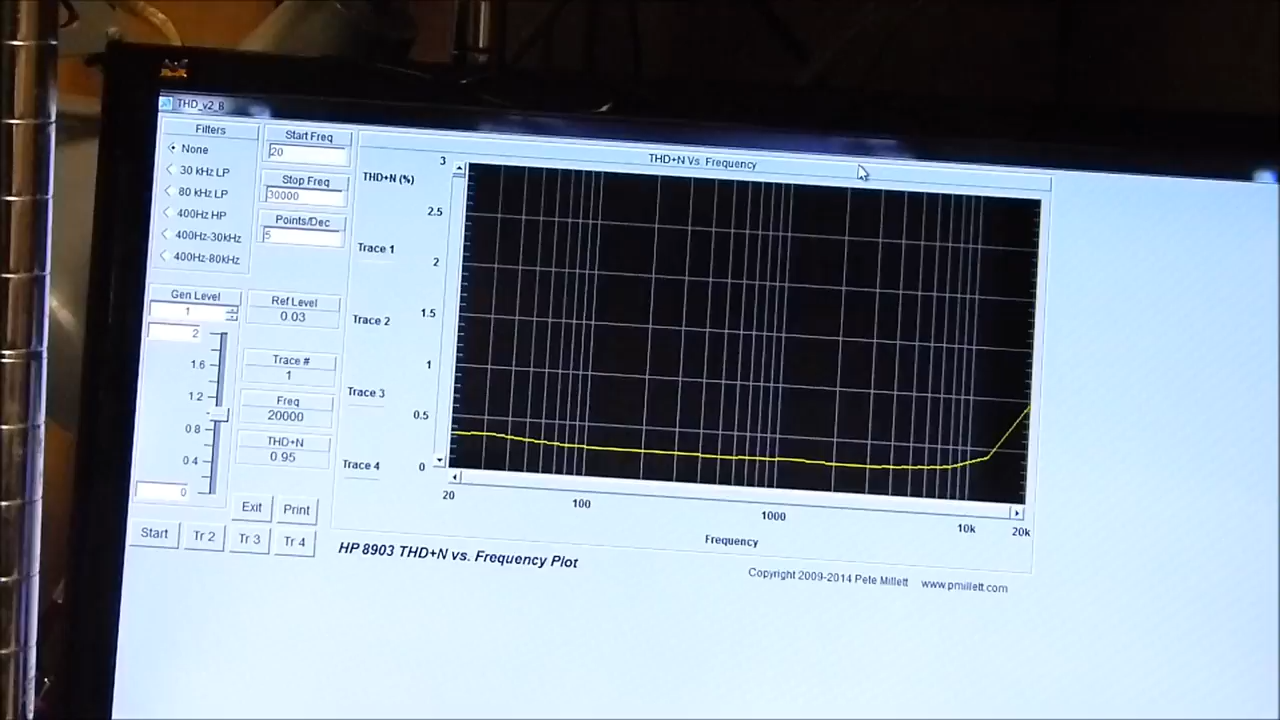 THD_v2_B
Filters
None
30 kHz LP
80 kHz LP
400Hz HP
400Hz-30kHz
400Hz-80kHz
Start Freq
20
Stop Freq
30000
Points/Dec
5
Gen Level
1
2
1.6
1.2
0.8
0.4
0
Ref Level
0.03
Trace #
1
Freq
20000
THD+N
0.95
Exit
Print
Start
Tr 2
Tr 3
Tr 4
THD+N Vs. Frequency
THD+N (%)
Trace 1
Trace 2
Trace 3
Trace 4
3
2.5
2
1.5
1
0.5
0
20
100
1000
10k
20k
Frequency
HP 8903 THD+N vs. Frequency Plot
Copyright 2009-2014 Pete Millett www.pmillett.com